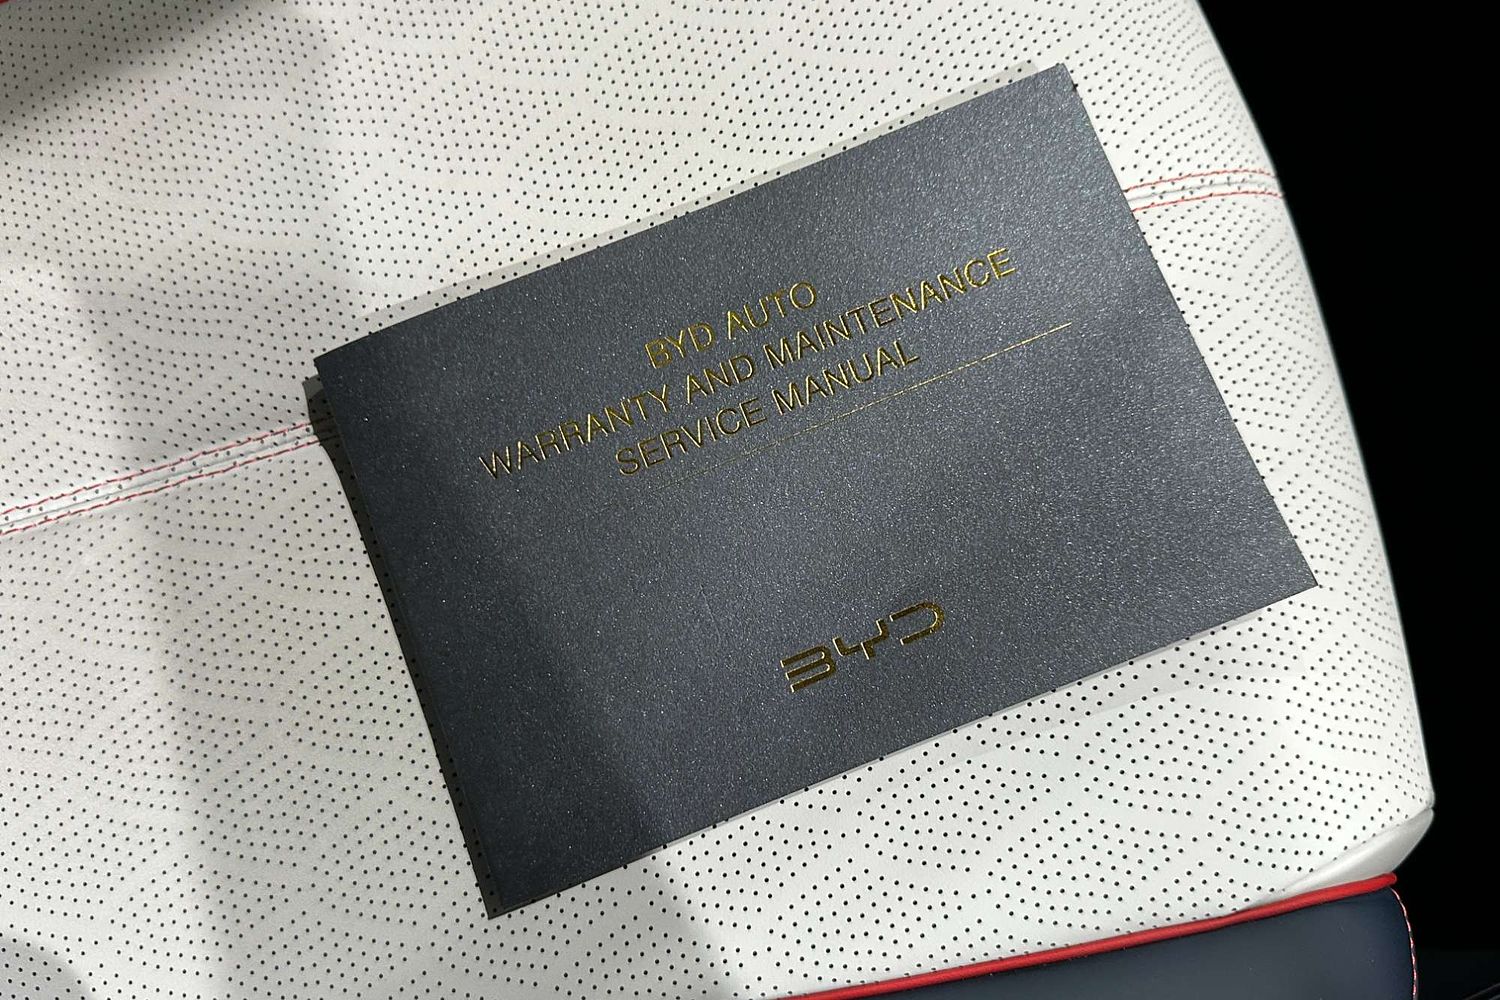 BYD AUTO
WARRANTY AND MAINTENANCE
SERVICE MANUAL
BYD